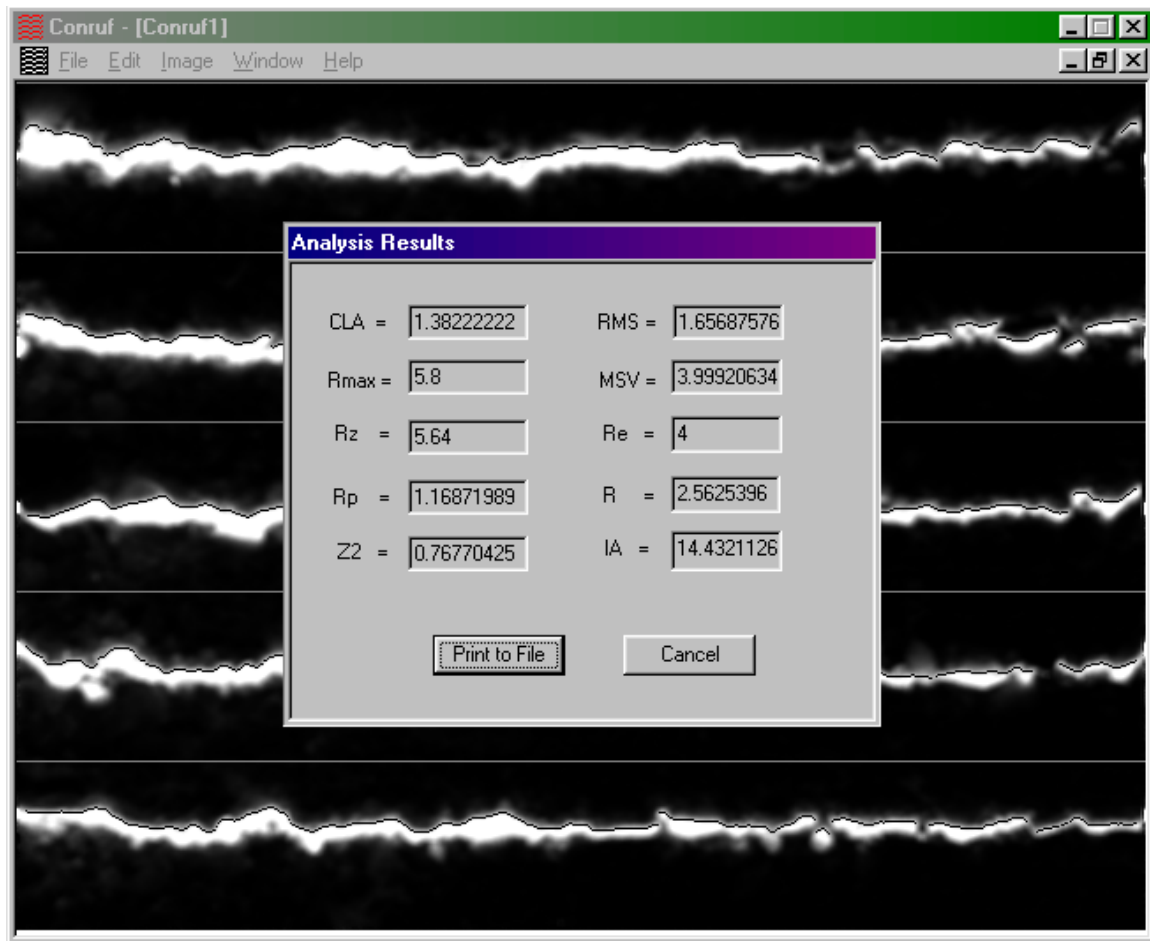 Conruf - [Conruf1]
File Edit Image Window Help
Analysis Results
CLA = 1.38222222 RMS = 1.65687576
Rmax = 5.8 MSV = 3.99920634
Rz = 5.64 Re = 4
Rp = 1.16871989 R = 2.5625396
Z2 = 0.76770425 IA = 14.4321126
Print to File Cancel